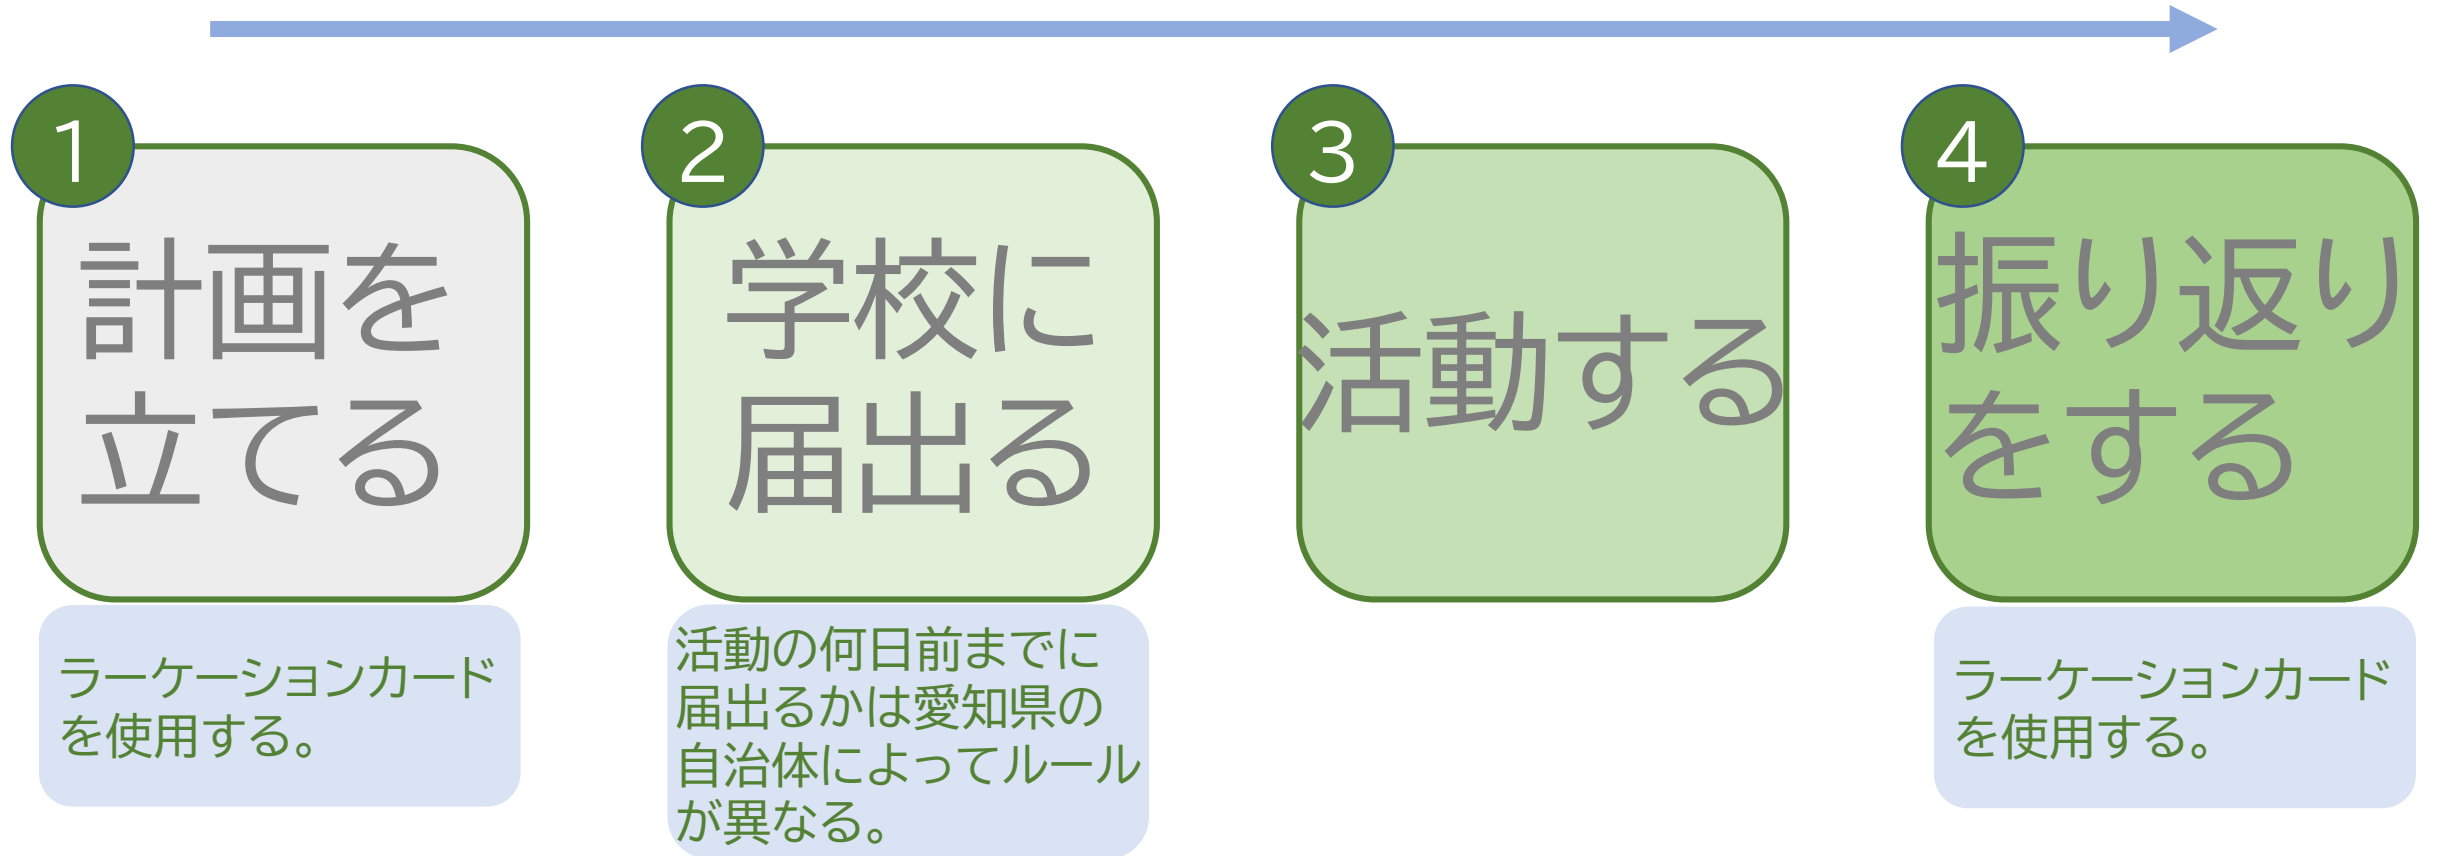 1
計画を
立てる
ラーケーションカード
を使用する。
2
学校に
届出る
活動の何日前までに
届出るかは愛知県の
自治体によってルール
が異なる。
3
活動する
4
振り返り
をする
ラーケーションカード
を使用する。